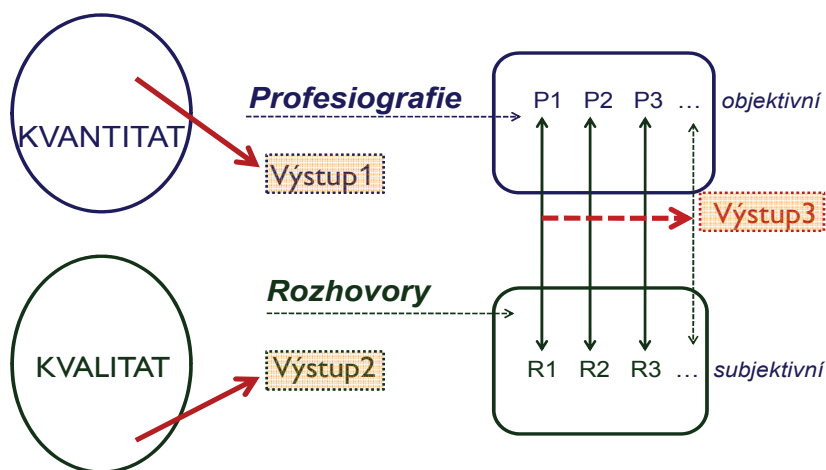 Profesiografie
P1 P2 P3 … objektivní
KVANTITAT
Výstup1
Výstup3
Rozhovory
KVALITAT
Výstup2
R1 R2 R3 … subjektivní